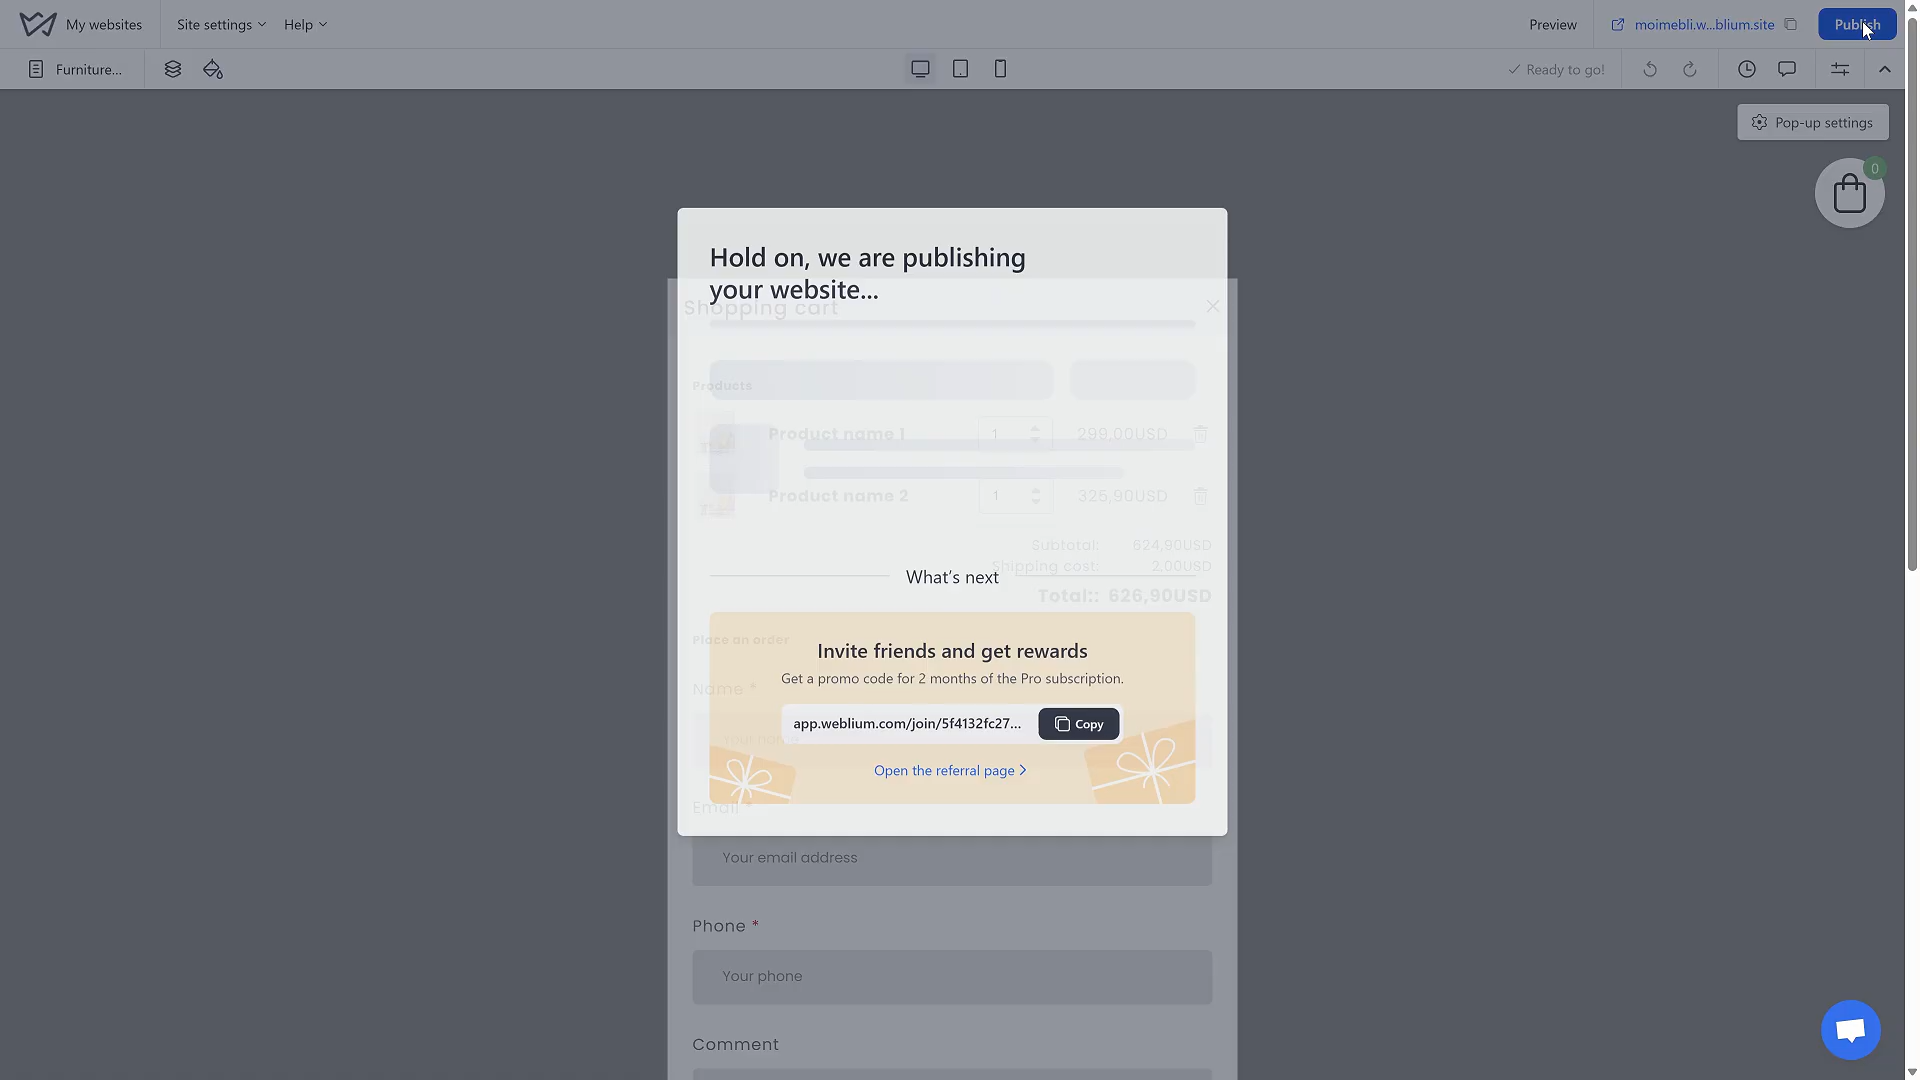 My websites
Site settings
Help
Preview
moimebli.w...blium.site
Publish
Furniture...
Ready to go!
Pop-up settings
0
Hold on, we are publishing
your website...
Shopping cart
Products
Product name 1
1
299,00USD
Product name 2
1
325,90USD
Subtotal:
624,90USD
Shipping cost:
2,00USD
What's next
Total::
626,90USD
Place an order
Invite friends and get rewards
Get a promo code for 2 months of the Pro subscription.
Name *
app.weblium.com/join/5f4132fc27...
Copy
Your name
Open the referral page
Email *
Your email address
Phone *
Your phone
Comment